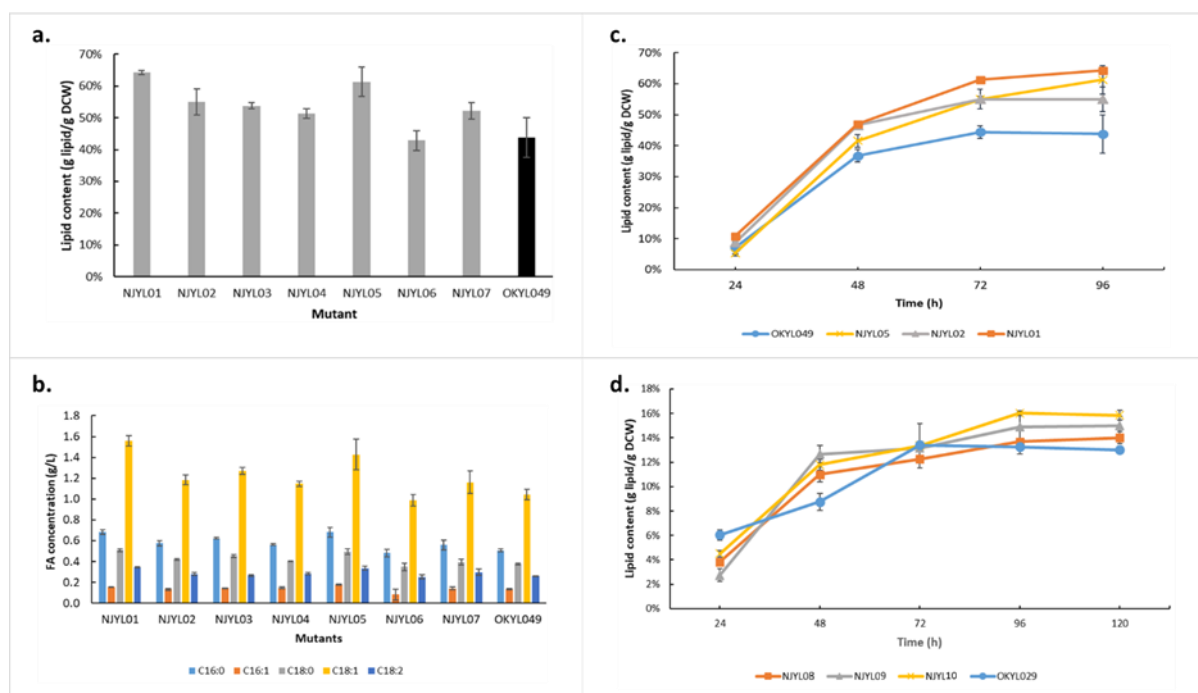 a.
Lipid content (g lipid/g DCW)
70%
60%
50%
40%
30%
20%
10%
0%
NJYL01 NJYL02 NJYL03 NJYL04 NJYL05 NJYL06 NJYL07 OKYL049
Mutant
c.
Lipid content (g lipid/g DCW)
70%
60%
50%
40%
30%
20%
10%
0%
24 48 72 96
Time (h)
OKYL049 NJYL05 NJYL02 NJYL01
b.
FA concentration (g/L)
1.8
1.6
1.4
1.2
1.0
0.8
0.6
0.4
0.2
0.0
NJYL01 NJYL02 NJYL03 NJYL04 NJYL05 NJYL06 NJYL07 OKYL049
Mutants
C16:0 C16:1 C18:0 C18:1 C18:2
d.
Lipid content (g lipid/g DCW)
18%
16%
14%
12%
10%
8%
6%
4%
2%
0%
24 48 72 96 120
Time (h)
NJYL08 NJYL09 NJYL10 OKYL029